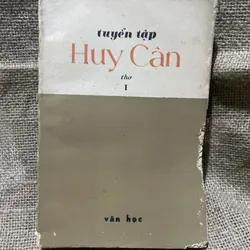 tuyển tập
Huy Cận
thơ
I
văn học